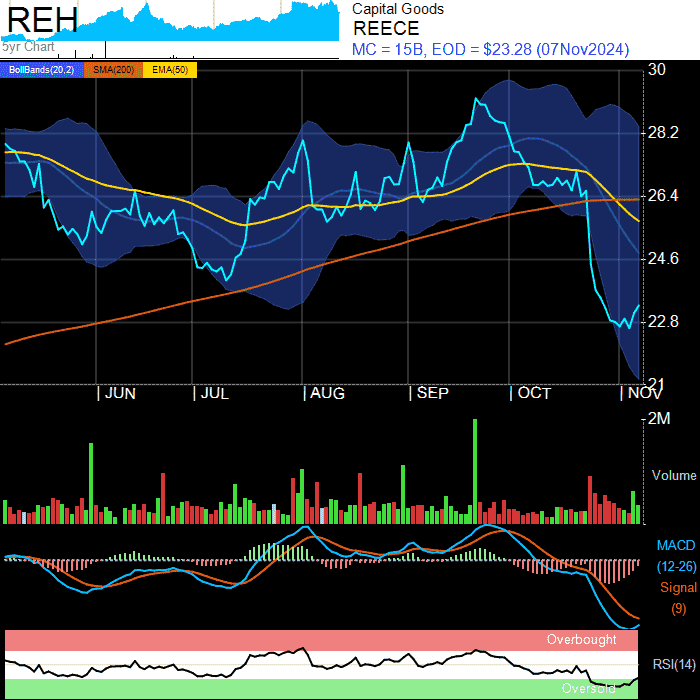 REH
5yr Chart
Capital Goods
REECE
MC = 15B, EOD = $23.28 (07Nov2024)
BollBands(20,2) SMA(200) EMA(50)
30
28.2
26.4
24.6
22.8
21
JUN JUL AUG SEP OCT NOV
2M
Volume
MACD
(12-26)
Signal
(9)
Overbought
RSI(14)
Oversold